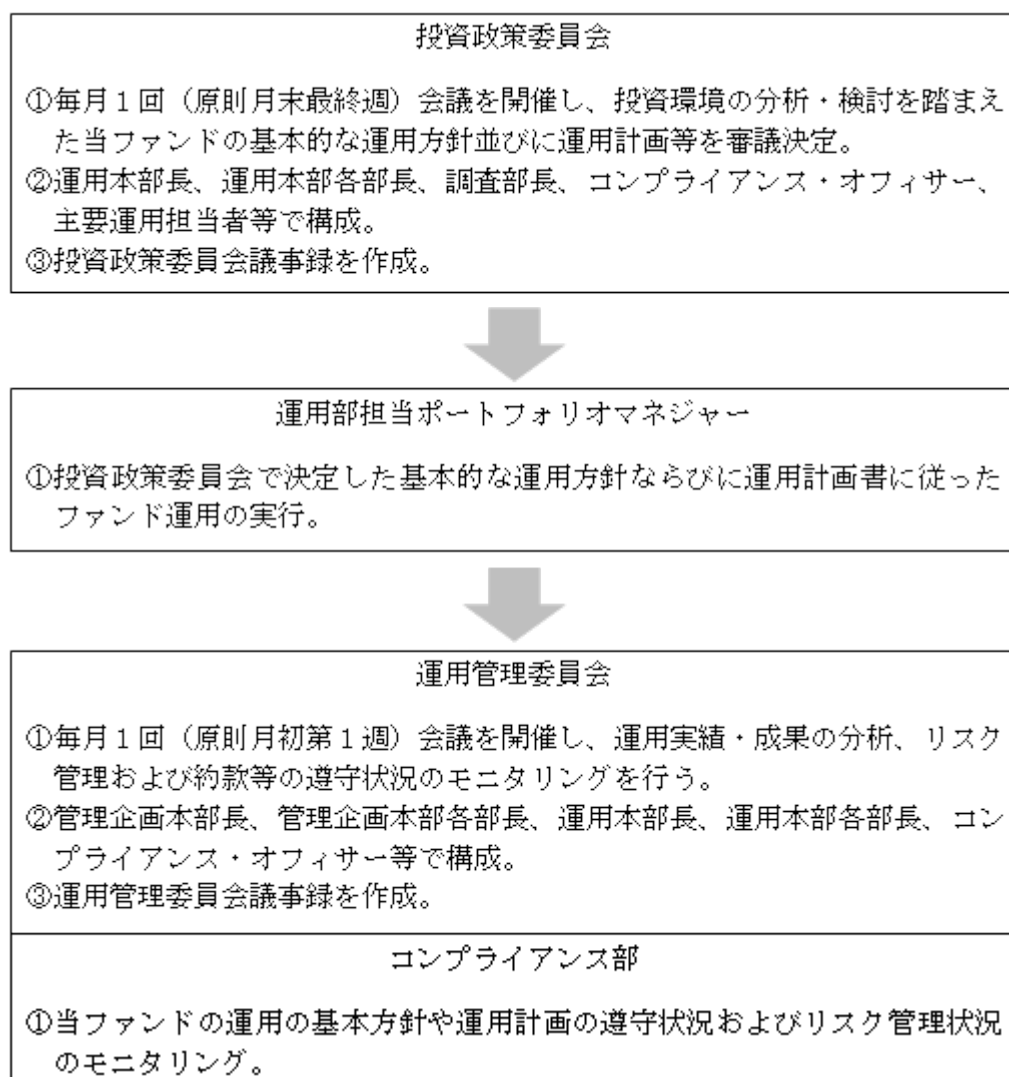 投資政策委員会
①毎月１回（原則月末最終週）会議を開催し、投資環境の分析・検討を踏まえ
た当ファンドの基本的な運用方針並びに運用計画等を審議決定。
②運用本部長、運用本部各部長、調査部長、コンプライアンス・オフィサー、
主要運用担当者等で構成。
③投資政策委員会議事録を作成。
運用部担当ポートフォリオマネジャー
①投資政策委員会で決定した基本的な運用方針ならびに運用計画書に従った
ファンド運用の実行。
運用管理委員会
①毎月１回（原則月初第１週）会議を開催し、運用実績・成果の分析、リスク
管理および約款等の遵守状況のモニタリングを行う。
②管理企画本部長、管理企画本部各部長、運用本部長、運用本部各部長、コン
プライアンス・オフィサー等で構成。
③運用管理委員会議事録を作成。
コンプライアンス部
①当ファンドの運用の基本方針や運用計画の遵守状況およびリスク管理状況
のモニタリング。